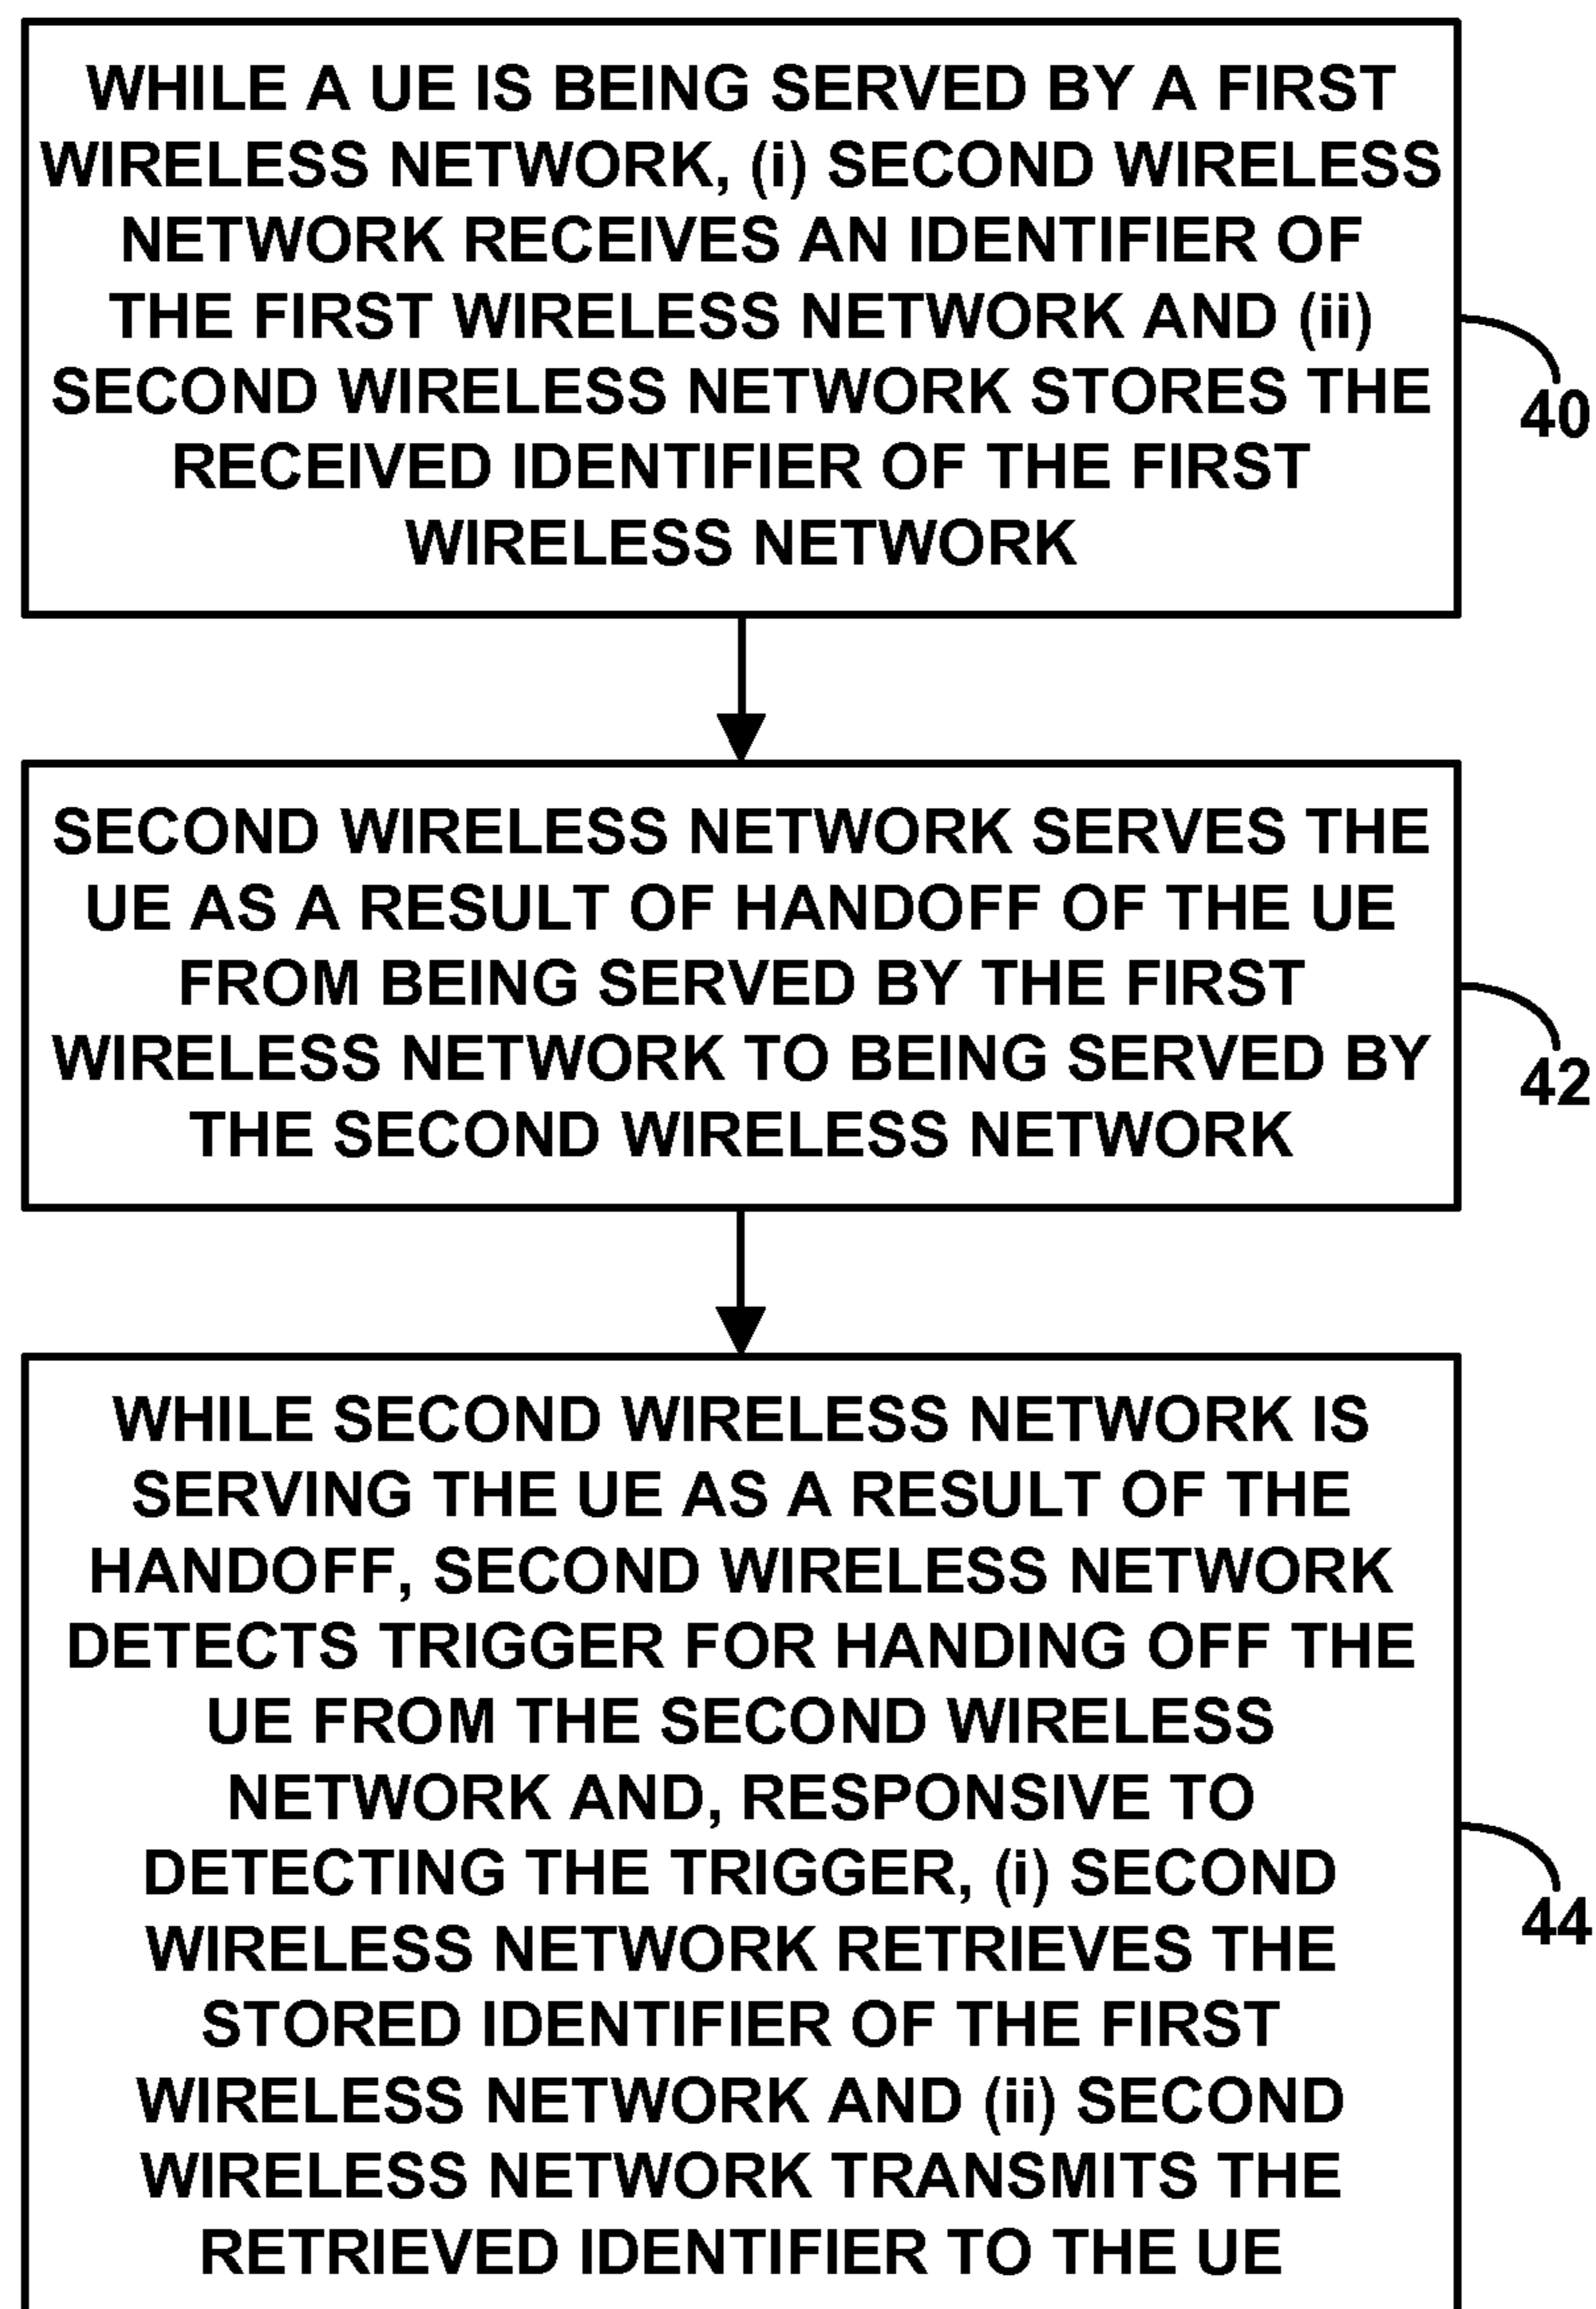 WHILE A UE IS BEING SERVED BY A FIRST
WIRELESS NETWORK, (i) SECOND WIRELESS
NETWORK RECEIVES AN IDENTIFIER OF
THE FIRST WIRELESS NETWORK AND (ii)
SECOND WIRELESS NETWORK STORES THE
RECEIVED IDENTIFIER OF THE FIRST
WIRELESS NETWORK
40
SECOND WIRELESS NETWORK SERVES THE
UE AS A RESULT OF HANDOFF OF THE UE
FROM BEING SERVED BY THE FIRST
WIRELESS NETWORK TO BEING SERVED BY
THE SECOND WIRELESS NETWORK
42
WHILE SECOND WIRELESS NETWORK IS
SERVING THE UE AS A RESULT OF THE
HANDOFF, SECOND WIRELESS NETWORK
DETECTS TRIGGER FOR HANDING OFF THE
UE FROM THE SECOND WIRELESS
NETWORK AND, RESPONSIVE TO
DETECTING THE TRIGGER, (i) SECOND
WIRELESS NETWORK RETRIEVES THE
STORED IDENTIFIER OF THE FIRST
WIRELESS NETWORK AND (ii) SECOND
WIRELESS NETWORK TRANSMITS THE
RETRIEVED IDENTIFIER TO THE UE
44